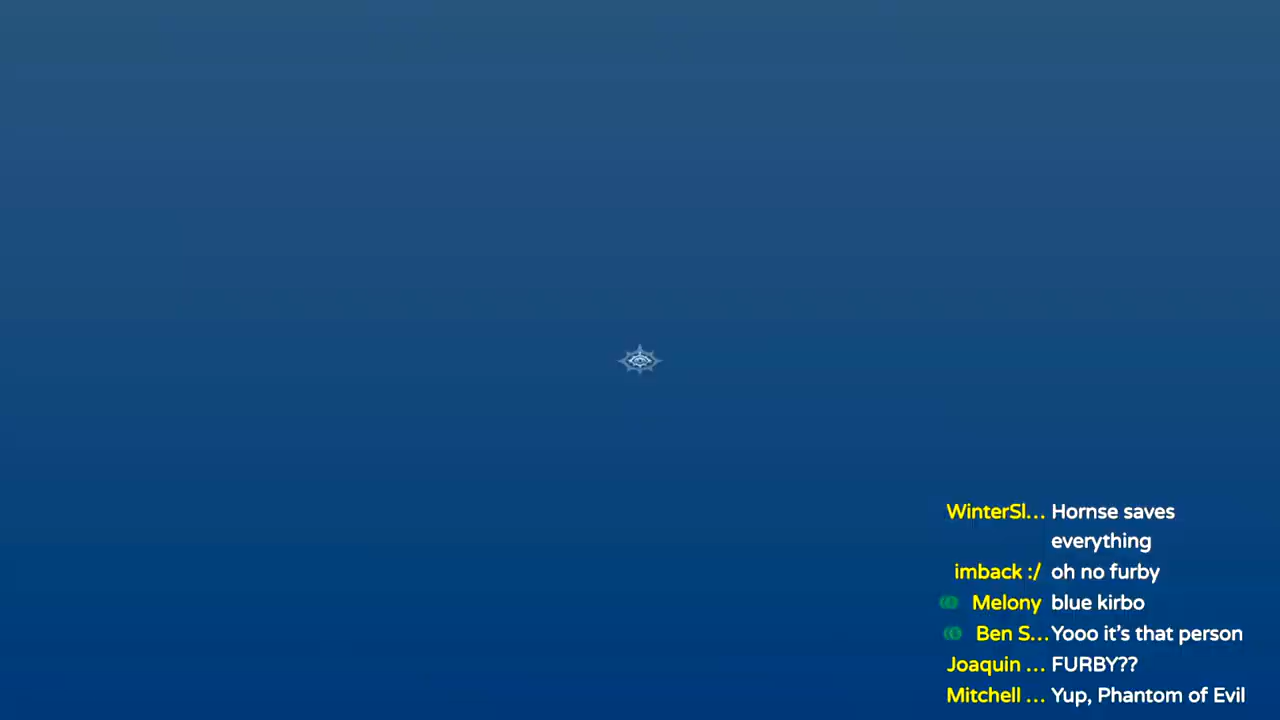 WinterSl... Hornse saves
everything
imback :/ oh no furby
Melony blue kirbo
Ben S... Yooo it's that person
Joaquin ... FURBY??
Mitchell ... Yup, Phantom of Evil